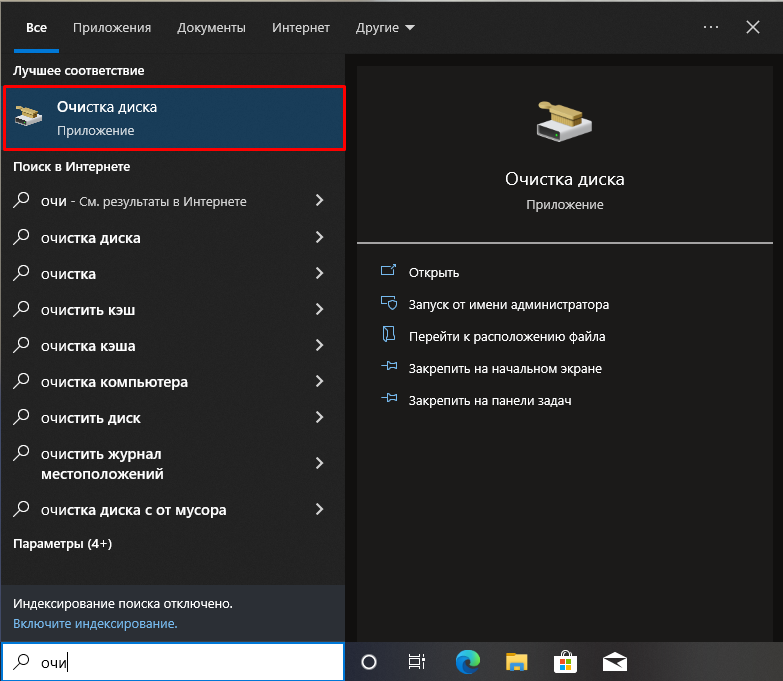 Все Приложения Документы Интернет Другие
Лучшее соответствие
Очистка диска
Приложение
Поиск в Интернете
очи - См. результаты в Интернете
очистка диска
очистка
очистить кэш
очистка кэша
очистка компьютера
очистить диск
очистить журнал
местоположений
очистка диска с от мусора
Параметры (4+)
Индексирование поиска отключено.
Включите индексирование.
очи
Очистка диска
Приложение
Открыть
Запуск от имени администратора
Перейти к расположению файла
Закрепить на начальном экране
Закрепить на панели задач